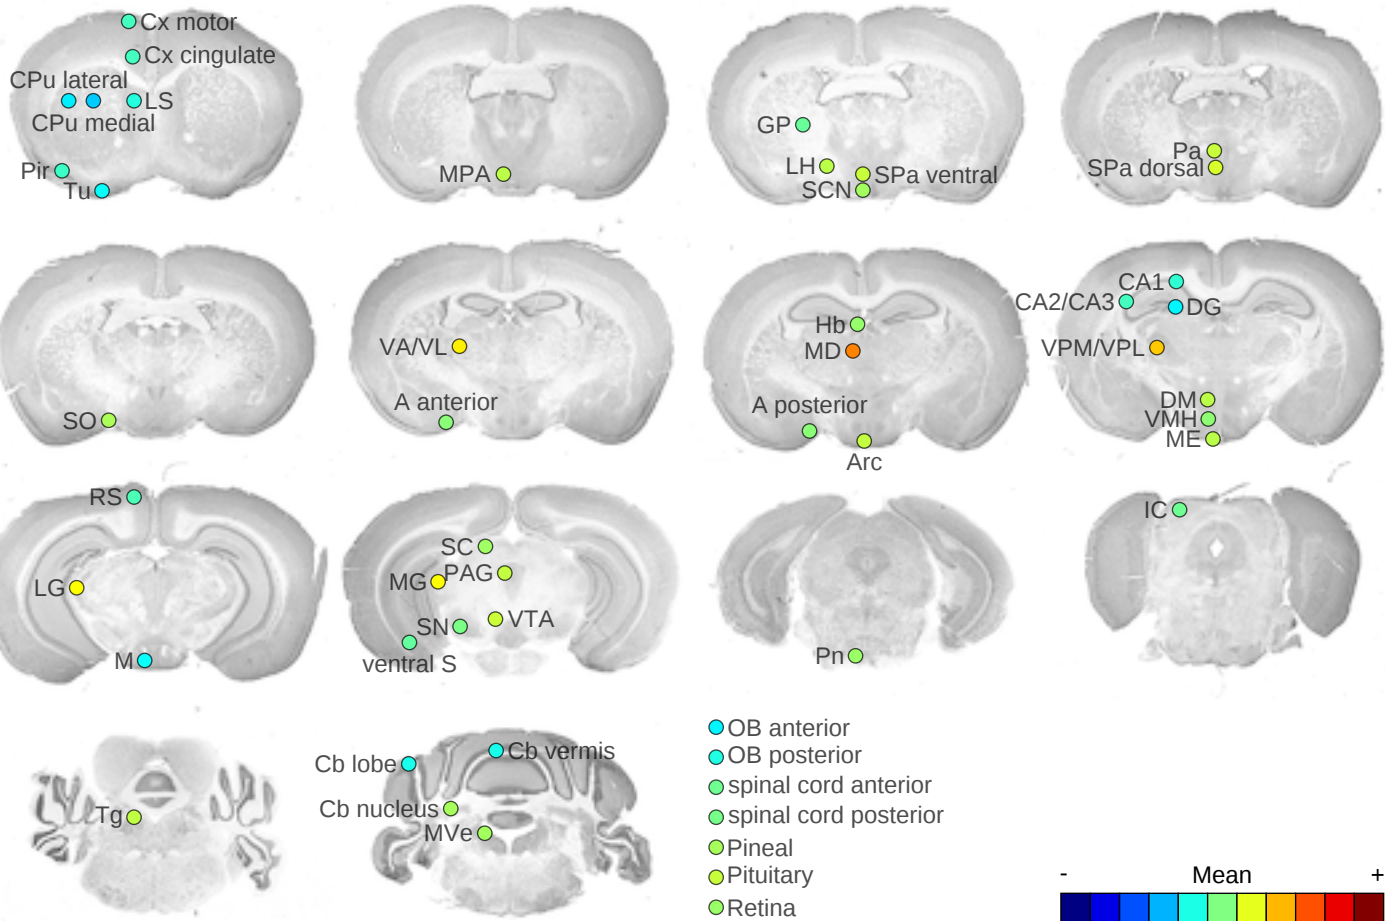 Cx motor
Cx cingulate
CPu lateral
LS
CPu medial
Pir
Tu
MPA
GP
LH
SPa ventral
SCN
Pa
SPa dorsal
SO
VA/VL
A anterior
Hb
MD
A posterior
Arc
CA1
CA2/CA3
DG
VPM/VPL
DM
VMH
ME
RS
LG
M
SC
MG
PAG
SN
VTA
ventral S
Pn
IC
Tg
Cb lobe
Cb vermis
Cb nucleus
MVe
OB anterior
OB posterior
spinal cord anterior
spinal cord posterior
Pineal
Pituitary
Retina
- Mean +